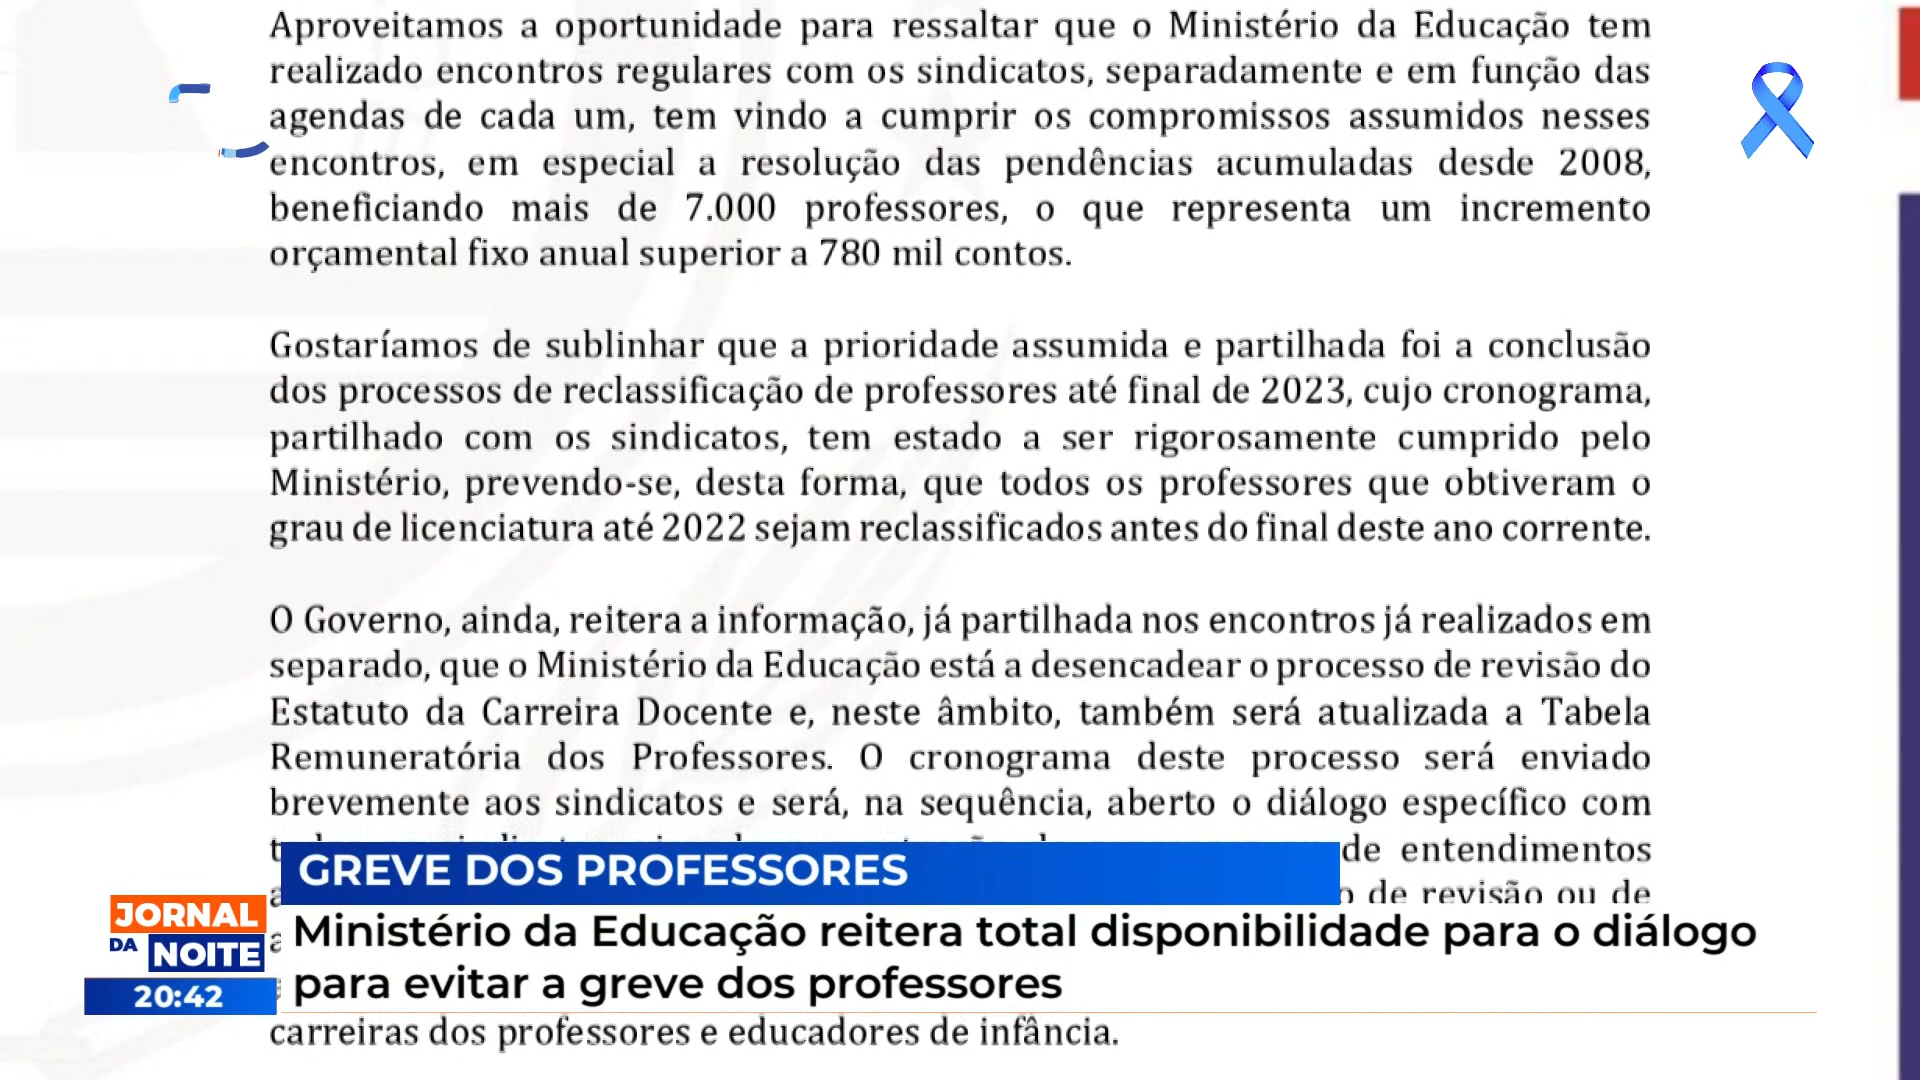 Aproveitamos a oportunidade para ressaltar que o Ministério da Educação tem
realizado encontros regulares com os sindicatos, separadamente e em função das
agendas de cada um, tem vindo a cumprir os compromissos assumidos nesses
encontros, em especial a resolução das pendências acumuladas desde 2008,
beneficiando mais de 7.000 professores, o que representa um incremento
orçamental fixo anual superior a 780 mil contos.
Gostaríamos de sublinhar que a prioridade assumida e partilhada foi a conclusão
dos processos de reclassificação de professores até final de 2023, cujo cronograma,
partilhado com os sindicatos, tem estado a ser rigorosamente cumprido pelo
Ministério, prevendo-se, desta forma, que todos os professores que obtiveram o
grau de licenciatura até 2022 sejam reclassificados antes do final deste ano corrente.
O Governo, ainda, reitera a informação, já partilhada nos encontros já realizados em
separado, que o Ministério da Educação está a desencadear o processo de revisão do
Estatuto da Carreira Docente e, neste âmbito, também será atualizada a Tabela
Remuneratória dos Professores. O cronograma deste processo será enviado
brevemente aos sindicatos e será, na sequência, aberto o diálogo específico com
de entendimentos
de revisão ou de
GREVE DOS PROFESSORES
Ministério da Educação reitera total disponibilidade para o diálogo
para evitar a greve dos professores
JORNAL
DA NOITE
20:42
carreiras dos professores e educadores de infância.